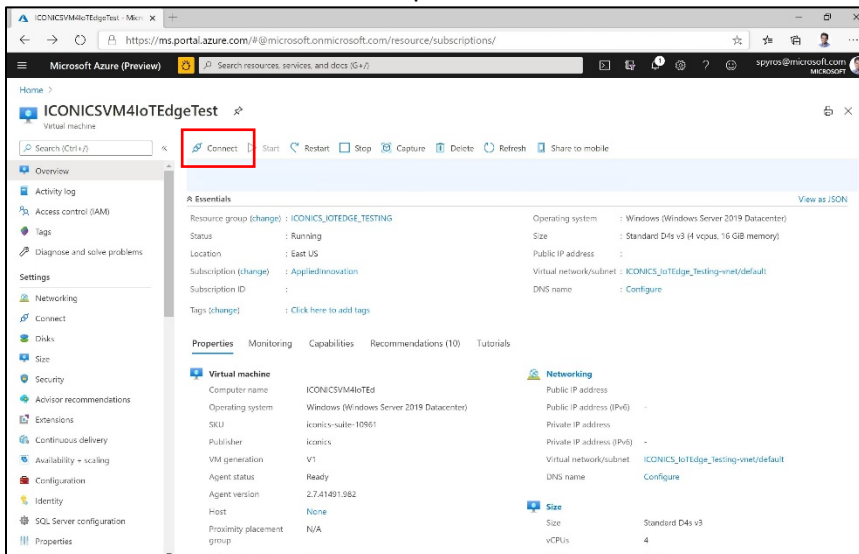 ICONICSVM4IoTEdgeTest - Micr
https://ms.portal.azure.com/#@microsoft.onmicrosoft.com/resource/subscriptions/
Microsoft Azure (Preview)
Search resources, services, and docs (G+/)
1
spyros@microsoft.com
MICROSOFT
Home >
ICONICSVM4IoTEdgeTest
Virtual machine
Search (Ctrl+/)
Connect Start Restart Stop Capture Delete Refresh Share to mobile
Overview
Activity log
Access control (IAM)
Tags
Diagnose and solve problems
Settings
Networking
Connect
Disks
Size
Security
Advisor recommendations
Extensions
Continuous delivery
Availability + scaling
Configuration
Identity
SQL Server configuration
Properties
Essentials
View as JSON
Resource group (change) : ICONICS_IOTEDGE_TESTING
Status : Running
Location : East US
Subscription (change) : AppliedInnovation
Subscription ID :
Tags (change) : Click here to add tags
Operating system : Windows (Windows Server 2019 Datacenter)
Size : Standard D4s v3 (4 vcpus, 16 GiB memory)
Public IP address :
Virtual network/subnet : ICONICS_IoTEdge_Testing-vnet/default
DNS name : Configure
Properties Monitoring Capabilities Recommendations (10) Tutorials
Virtual machine
Computer name ICONICSVM4IoTEd
Operating system Windows (Windows Server 2019 Datacenter)
SKU iconics-suite-10961
Publisher iconics
VM generation V1
Agent status Ready
Agent version 2.7.41491.982
Host None
Proximity placement N/A
group
Networking
Public IP address
Public IP address (IPv6) -
Private IP address
Private IP address (IPv6) -
Virtual network/subnet ICONICS_IoTEdge_Testing-vnet/default
DNS name Configure
Size
Size Standard D4s v3
vCPUs 4